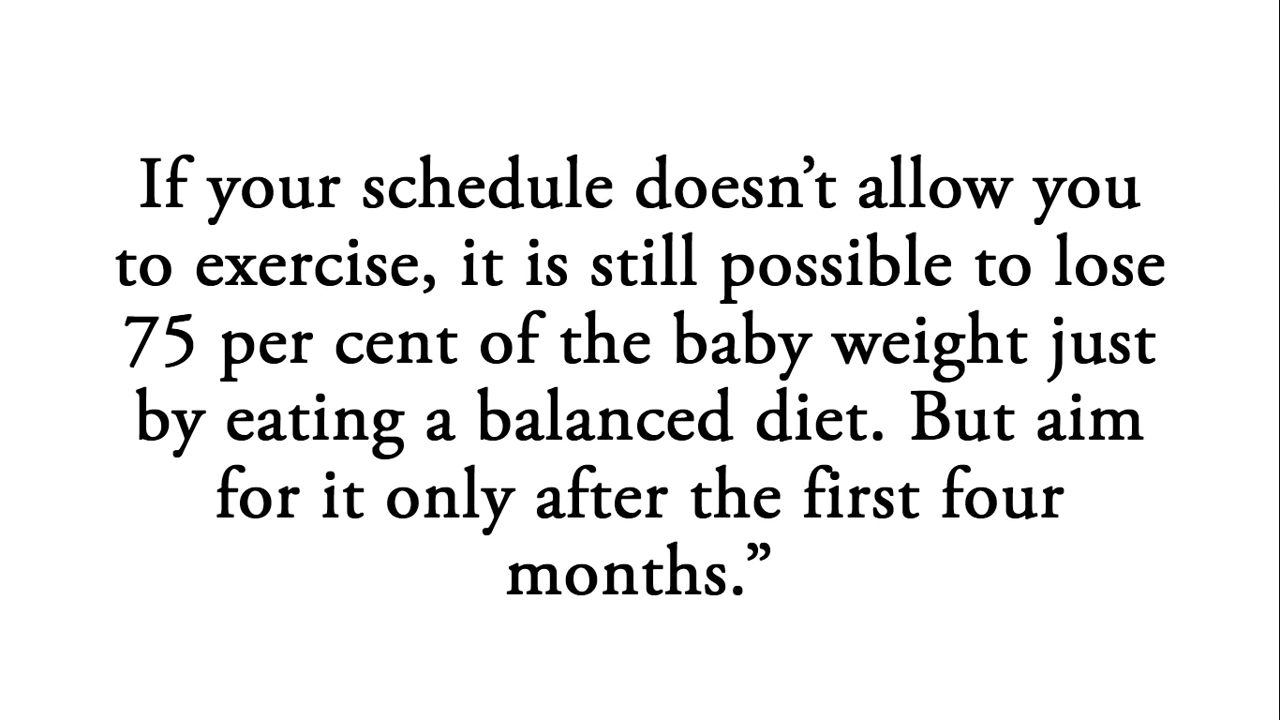 If your schedule doesn’t allow you
to exercise, it is still possible to lose
75 per cent of the baby weight just
by eating a balanced diet. But aim
for it only after the first four
months.”